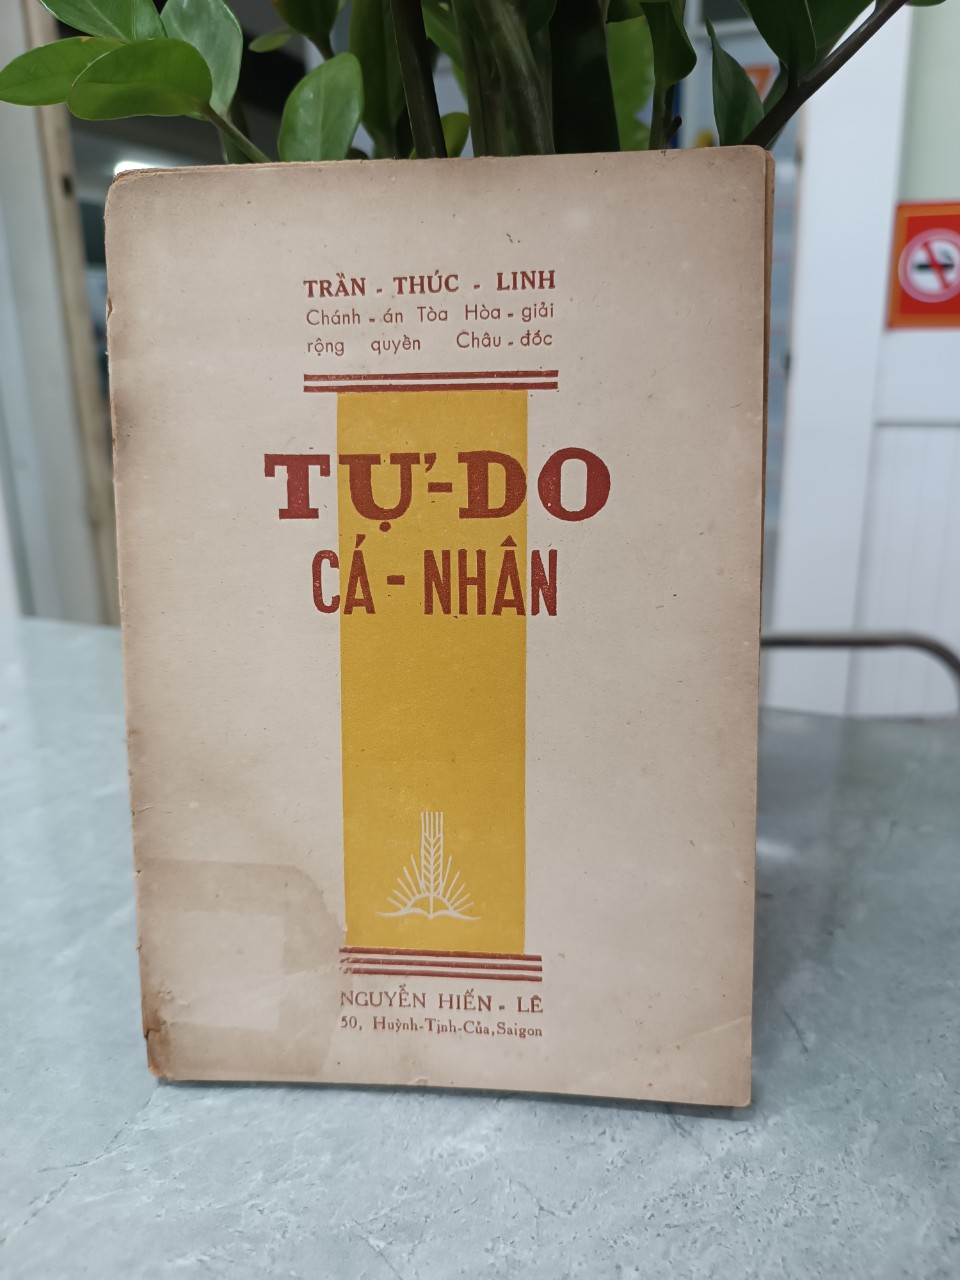 TRẦN - THÚC - LINH
Chánh - án Tòa Hòa - giải
rộng quyền Châu - đốc
TỰ-DO
CÁ - NHÂN
NGUYỄN HIẾN - LÊ
50, Huỳnh-Tịnh-Của, Saigon